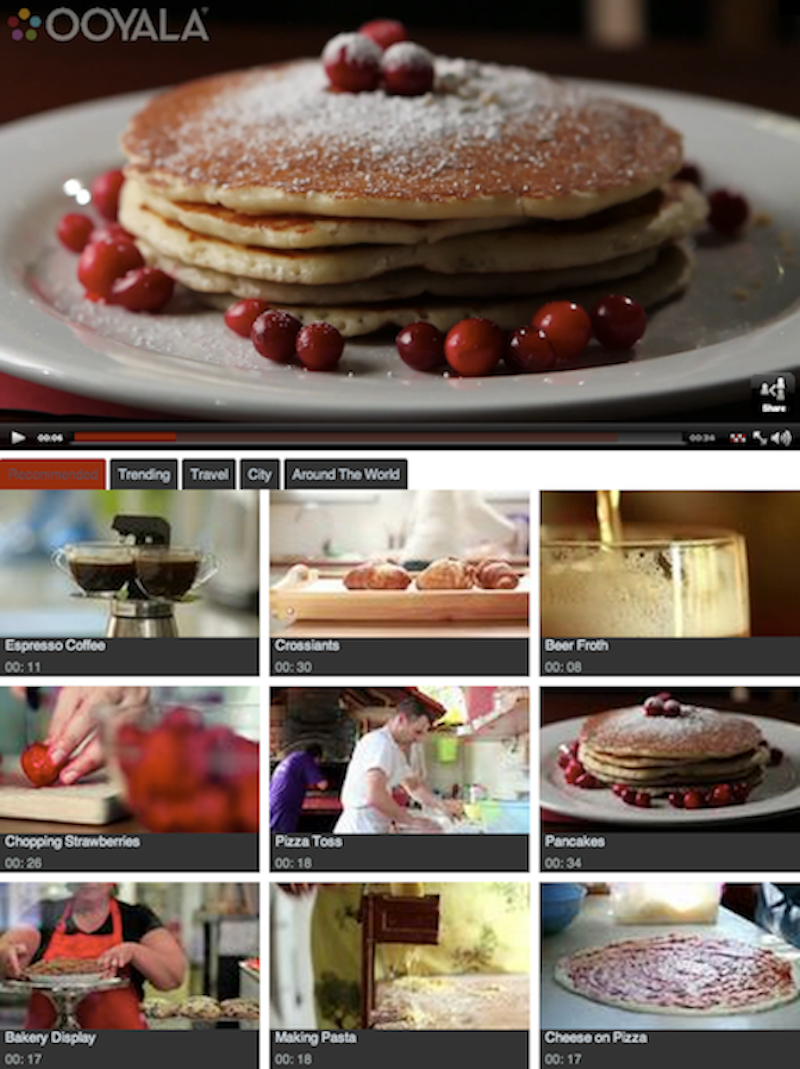 OOYALA
Share
00:06
00:34
Recommended
Trending
Travel
City
Around The World
Espresso Coffee
00: 11
Crossiants
00: 30
Beer Froth
00: 08
Chopping Strawberries
00: 26
Pizza Toss
00: 18
Pancakes
00: 34
Bakery Display
00: 17
Making Pasta
00: 18
Cheese on Pizza
00: 17